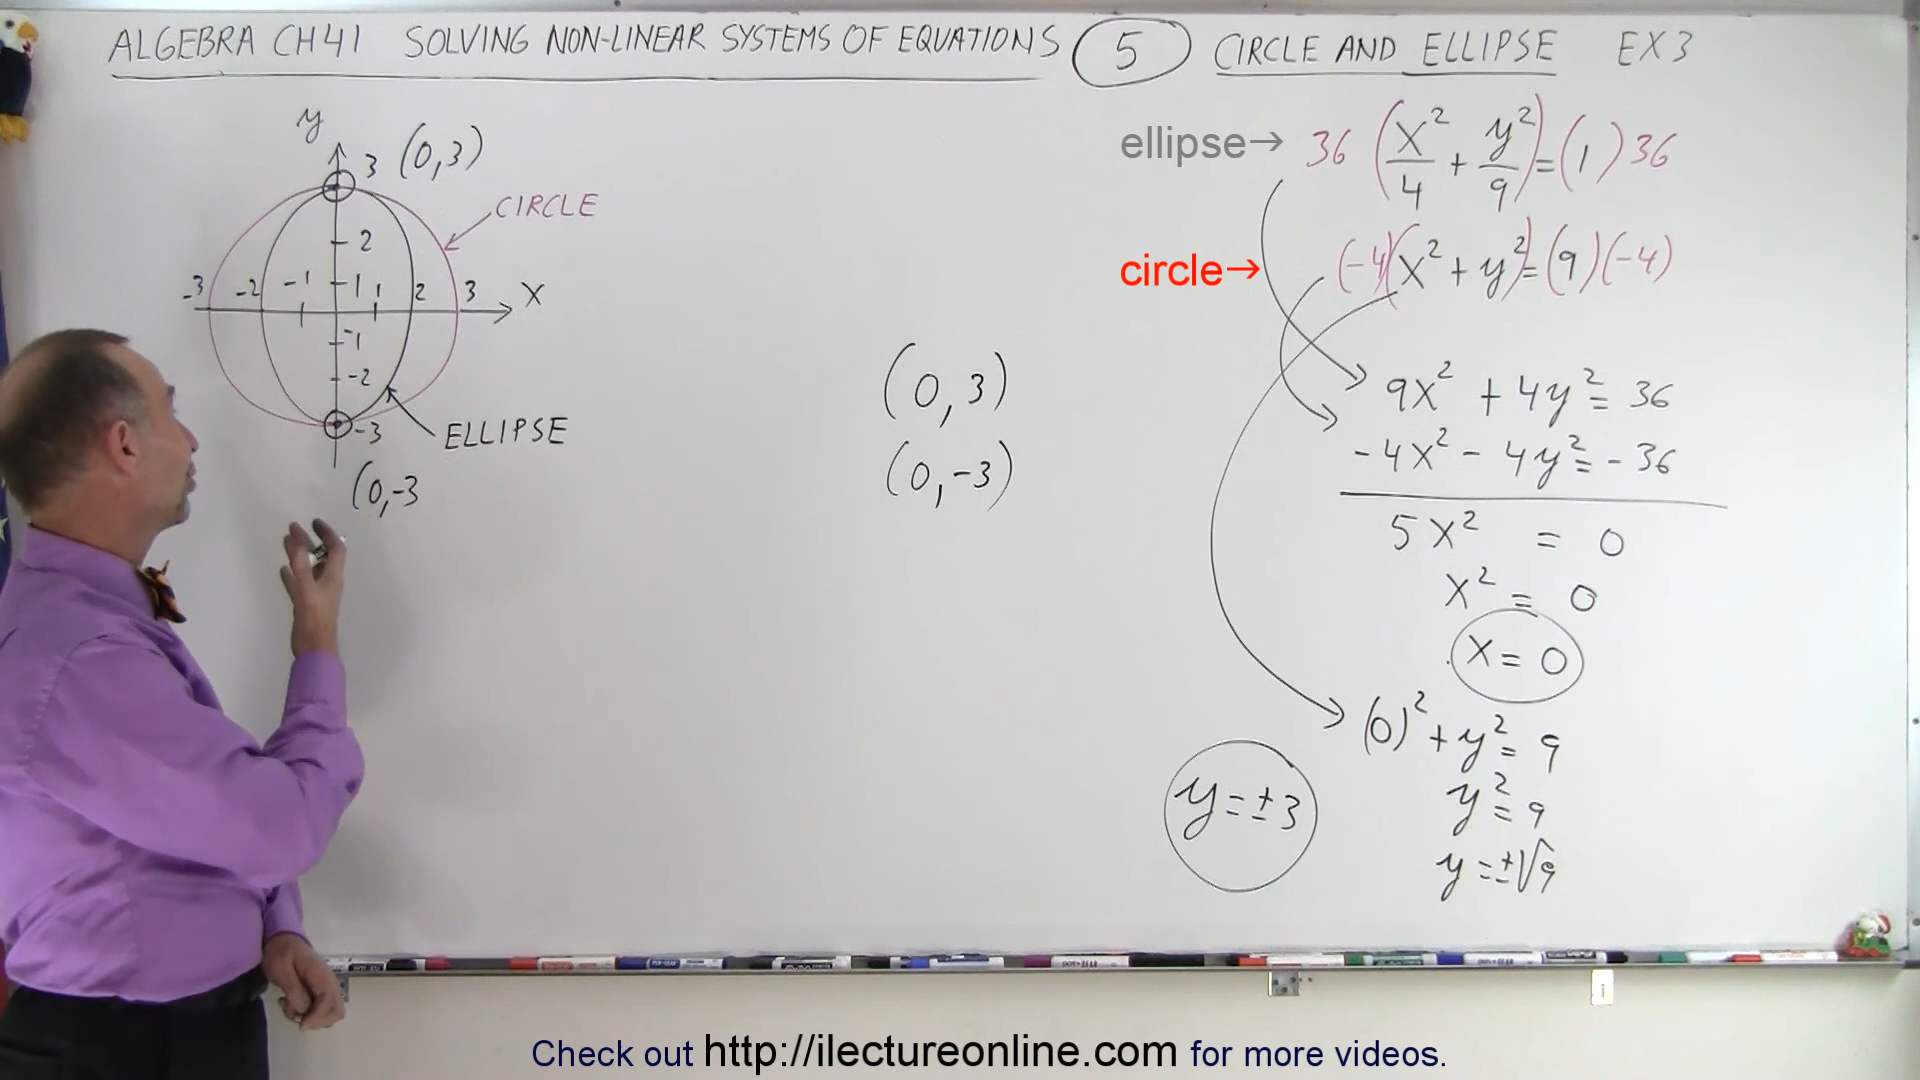 ALGEBRA CH 41 SOLVING NON-LINEAR SYSTEMS OF EQUATIONS 5 CIRCLE AND ELLIPSE EX 3
y
3 (0,3)
CIRCLE
2
-3 -2 -1 1 1 2 3 X
-1
-2
-3
ELLIPSE
(0,-3
(0,3)
(0,-3)
ellipse→ 36 (x²/4 + y²/9) = (1) 36
circle→ (-4)(x² + y²) = (9)(-4)
9x² + 4y² = 36
-4x² - 4y² = -36
5x² = 0
x² = 0
x = 0
(0)² + y² = 9
y² = 9
y = ±√9
y = ±3
Check out http://ilectureonline.com for more videos.